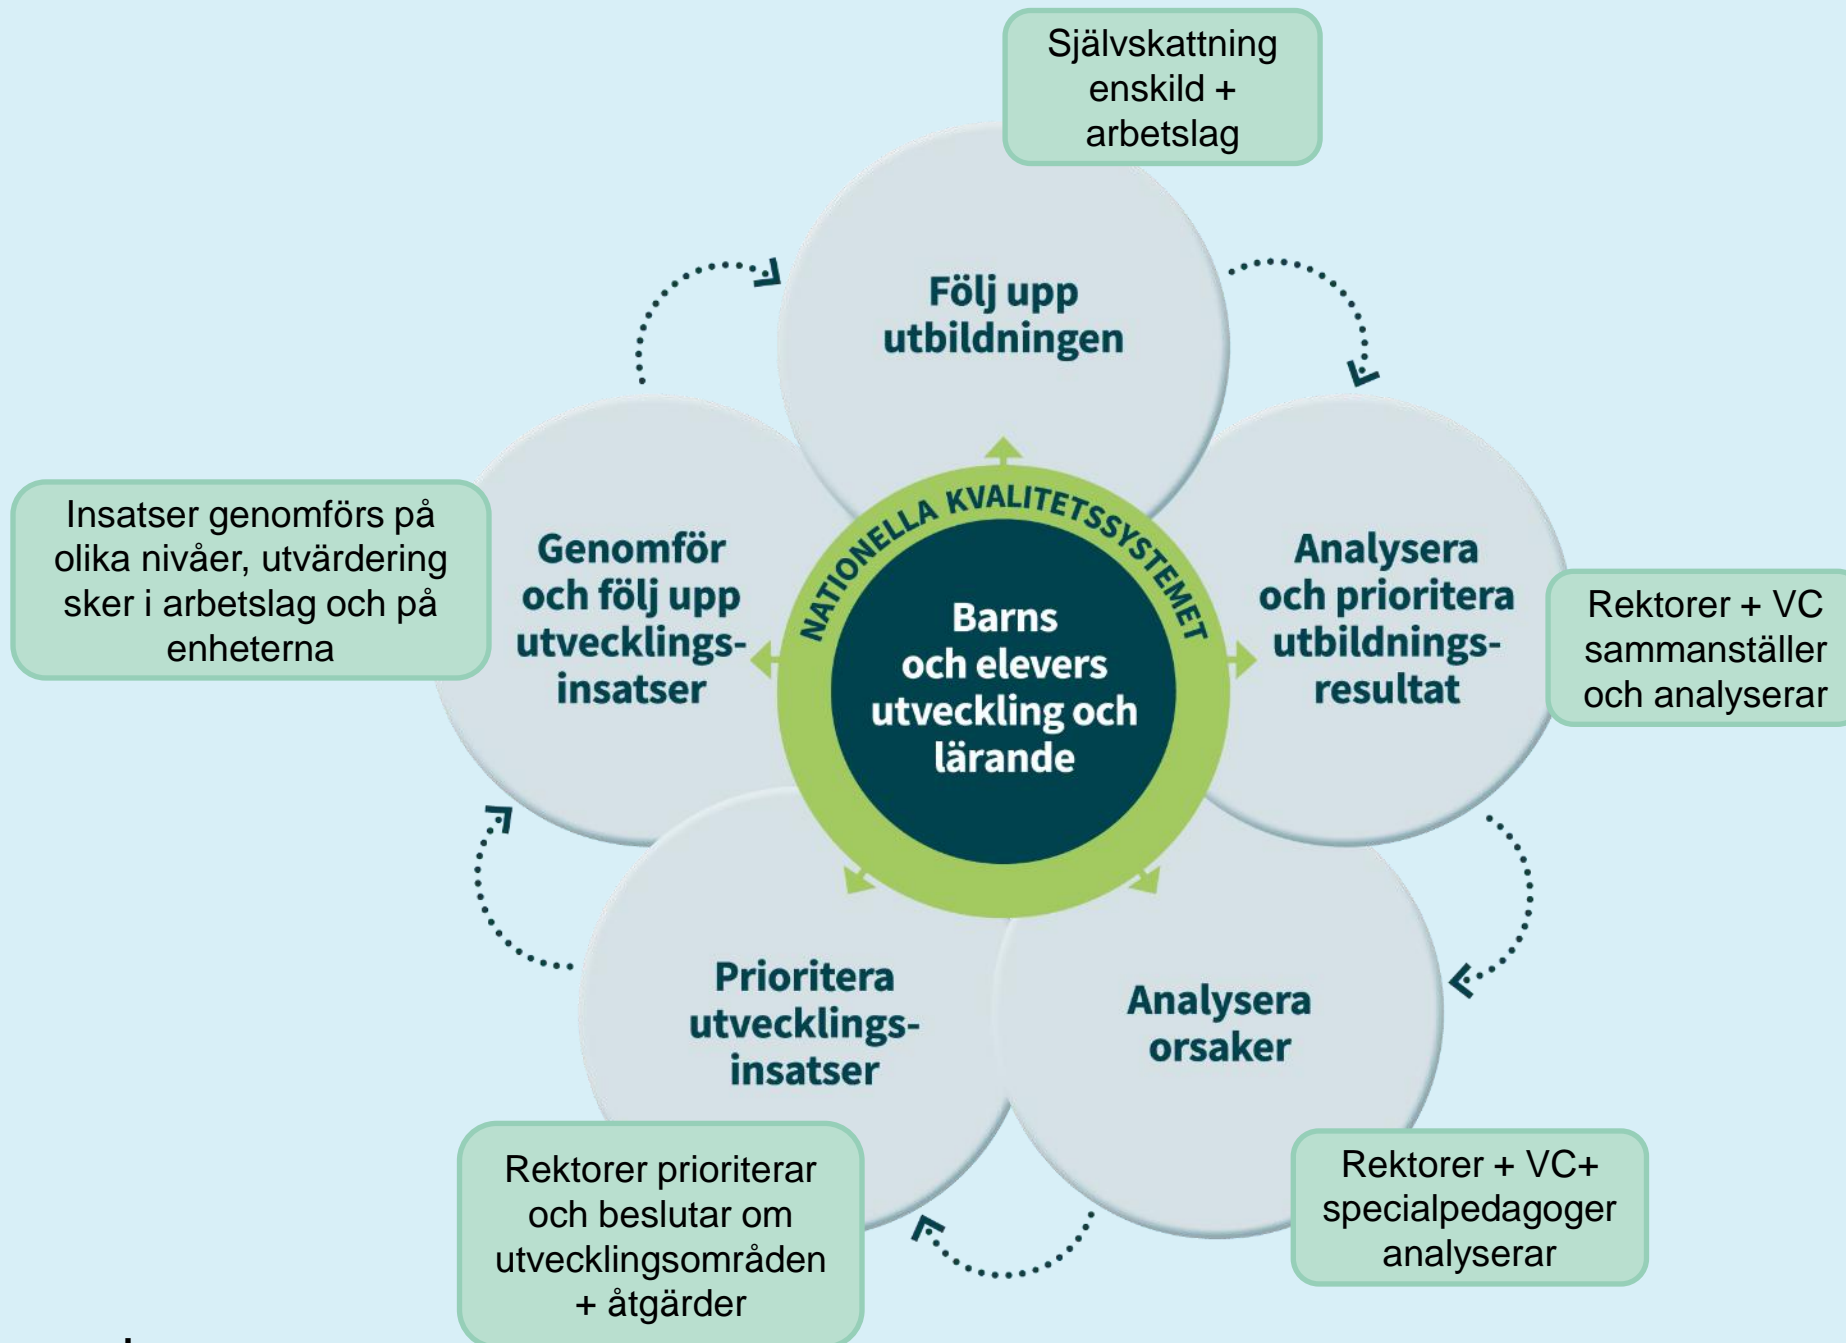 Självskattning
enskild +
arbetslag
Följ upp
utbildningen
Insatser genomförs på
olika nivåer, utvärdering
sker i arbetslag och på
enheterna
Genomför
och följ upp
utvecklings-
insatser
NATIONELLA KVALITETSSYSTEMET
Barns
och elevers
utveckling och
lärande
Analysera
och prioritera
utbildnings-
resultat
Rektorer + VC
sammanställer
och analyserar
Prioritera
utvecklings-
insatser
Analysera
orsaker
Rektorer prioriterar
och beslutar om
utvecklingsområden
+ åtgärder
Rektorer + VC+
specialpedagoger
analyserar